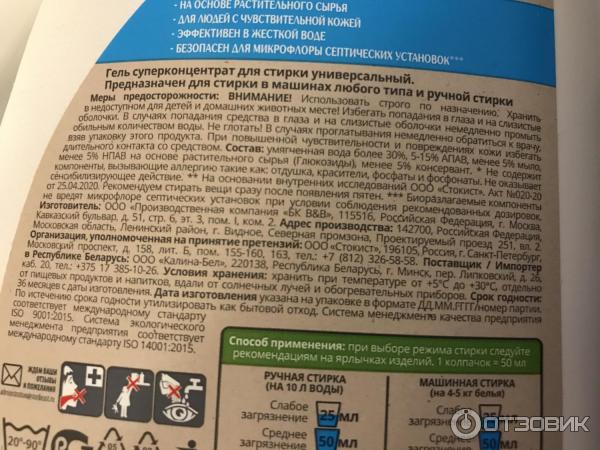 - НА ОСНОВЕ РАСТИТЕЛЬНОГО СЫРЬЯ
- ДЛЯ ЛЮДЕЙ С ЧУВСТВИТЕЛЬНОЙ КОЖЕЙ
- ЭФФЕКТИВЕН В ЖЕСТКОЙ ВОДЕ
- БЕЗОПАСЕН ДЛЯ МИКРОФЛОРЫ СЕПТИЧЕСКИХ УСТАНОВОК***
Гель суперконцентрат для стирки универсальный.
Предназначен для стирки в машинах любого типа и ручной стирки
Меры предосторожности: ВНИМАНИЕ! Использовать строго по назначению. Хранить
в недоступном для детей и домашних животных месте! Избегать попадания в глаза и на слизистые
оболочки. В случаях попадания средства в глаза и на слизистые оболочки немедленно промыть
обильным количеством воды. Не глотать! В случаях проглатывания немедленно обратиться к врачу,
взяв упаковку этого продукта. При повышенной чувствительности и повреждениях кожи избегать
длительного контакта со средством. Состав: умягченная вода более 30%, 5-15% АПАВ, менее 5% мыло,
менее 5% НПАВ на основе растительного сырья (Глюкозиды), менее 5% консервант. * Не содержит
компоненты, вызывающие аллергию такие как: отдушка, красители, фосфаты и фосфонаты. Не оказывает
сенсибилизирующее действие. ** На основании внутренних исследований ООО «Стокист». Акт №020-20
от 25.04.2020. Рекомендуем стирать вещи сразу после появления пятен. *** Биоразлагаемые компоненты
не вредят микрофлоре септических установок при условии соблюдения рекомендованных дозировок.
Изготовитель: ООО «Производственная компания «БК В&В», 115516, Российская Федерация, г. Москва,
Кавказский бульвар, д. 51, стр. 6, эт. 3, пом. I, ком. 2. Адрес производства: 142700, Российская Федерация,
Московская область, Ленинский район, г. Видное, Северная промзона, Проектируемый проезд 251, вл. 2.
Организация, уполномоченная на принятие претензий: ООО «Стокист», 196105, Россия, г. Санкт-Петербург,
Московский проспект, д. 158, лит. Б, пом. 155-160, 163, тел.: +7 (812) 326-58-58. Поставщик / Импортер
в Республике Беларусь: ООО «Калина-Бел», 220138, Республика Беларусь, г. Минск, пер. Липковский, д. 26,
каб. 20, тел.: +375 17 385-10-26. Условия хранения: хранить при температуре от +5°С до +30°С, отдельно
от пищевых продуктов и напитков, вдали от солнечных лучей и обогревательных приборов. Срок годности:
36 месяцев с даты изготовления. Дата изготовления указана на упаковке в формате ДД.ММ.ГГГГ/номер партии.
По истечению срока годности утилизировать как бытовой отход. Система менеджмента качества предприятия
соответствует международному стандарту
ISO 9001:2015. Система экологического
менеджмента предприятия соответствует
международному стандарту ISO 14001:2015.
Способ применения: при выборе режима стирки следуйте
рекомендациям на ярлычках изделий. 1 колпачок = 50 мл
ЖДЕМ ВАШИ
ОТЗЫВЫ
И ПОЖЕЛАНИЯ
РУЧНАЯ СТИРКА
(НА 10 Л ВОДЫ)
Слабое
загрязнение
25 мл
Среднее
загрязнение
50 мл
МАШИННАЯ СТИРКА
(на 4-5 кг белья)
Слабое
загрязнение
25 мл
Среднее
загрязнение
50 мл
20°-90°
ОТЗОВИК